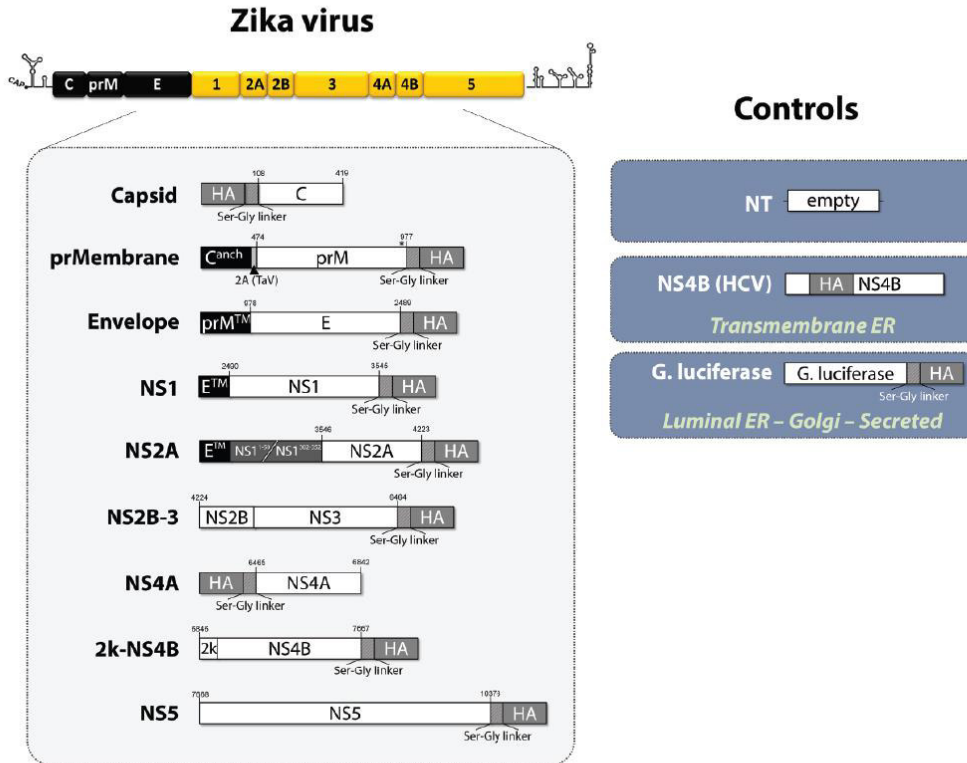 Zika virus
Cap
C prM E 1 2A 2B 3 4A 4B 5
Controls
108 419
Capsid HA C
Ser-Gly linker
474 977
*
prMembrane Canch prM HA
2A (TaV) Ser-Gly linker
978 2489
Envelope prMTM E HA
Ser-Gly linker
2490 3545
NS1 ETM NS1 HA
Ser-Gly linker
3546 4223
NS2A ETM NS1 / NS1 NS2A HA
Ser-Gly linker
4224 6404
NS2B-3 NS2B NS3 HA
Ser-Gly linker
6465 6842
NS4A HA NS4A
Ser-Gly linker
6845 7667
2k-NS4B 2k NS4B HA
Ser-Gly linker
7668
NS5 NS5 HA
Ser-Gly linker
NT empty
NS4B (HCV) HA NS4B
Transmembrane ER
G. luciferase G. luciferase HA
Ser-Gly linker
Luminal ER – Golgi – Secreted